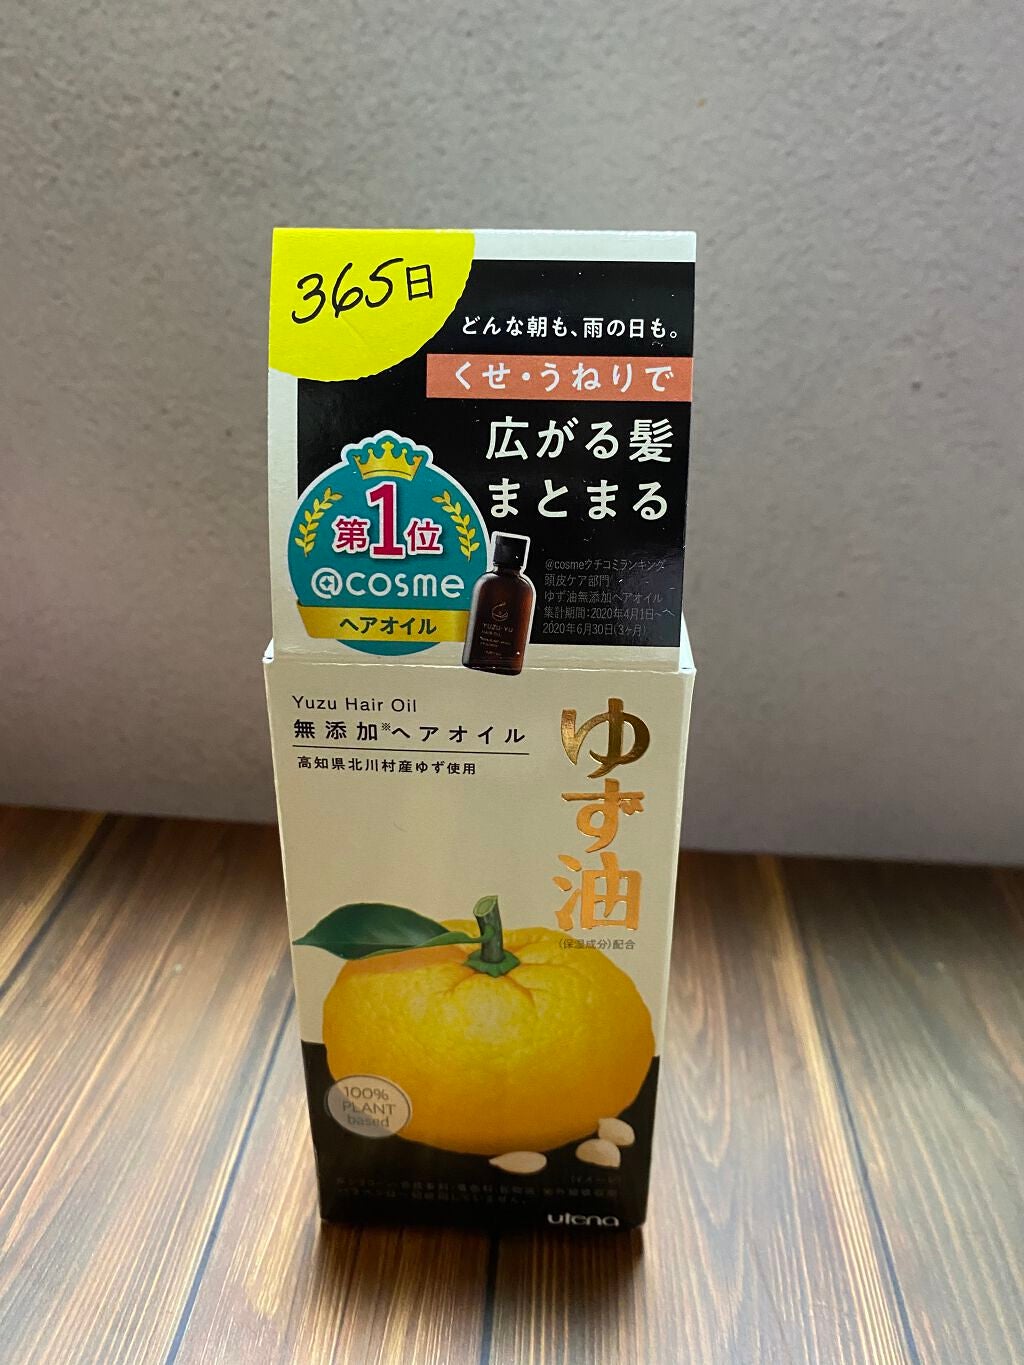 365日
どんな朝も、雨の日も。
くせ・うねりで
広がる髪
まとまる
第1位
@cosme
ヘアオイル
@cosmeクチコミランキング
頭皮ケア部門
ゆず油無添加ヘアオイル
集計期間:2020年4月1日〜
2020年6月30日(3ヶ月)
YUZU-YU
HAIR OIL
Yuzu Hair Oil
無添加※ヘアオイル
高知県北川村産ゆず使用
ゆず油
(保湿成分)配合
100%
PLANT
based
utena